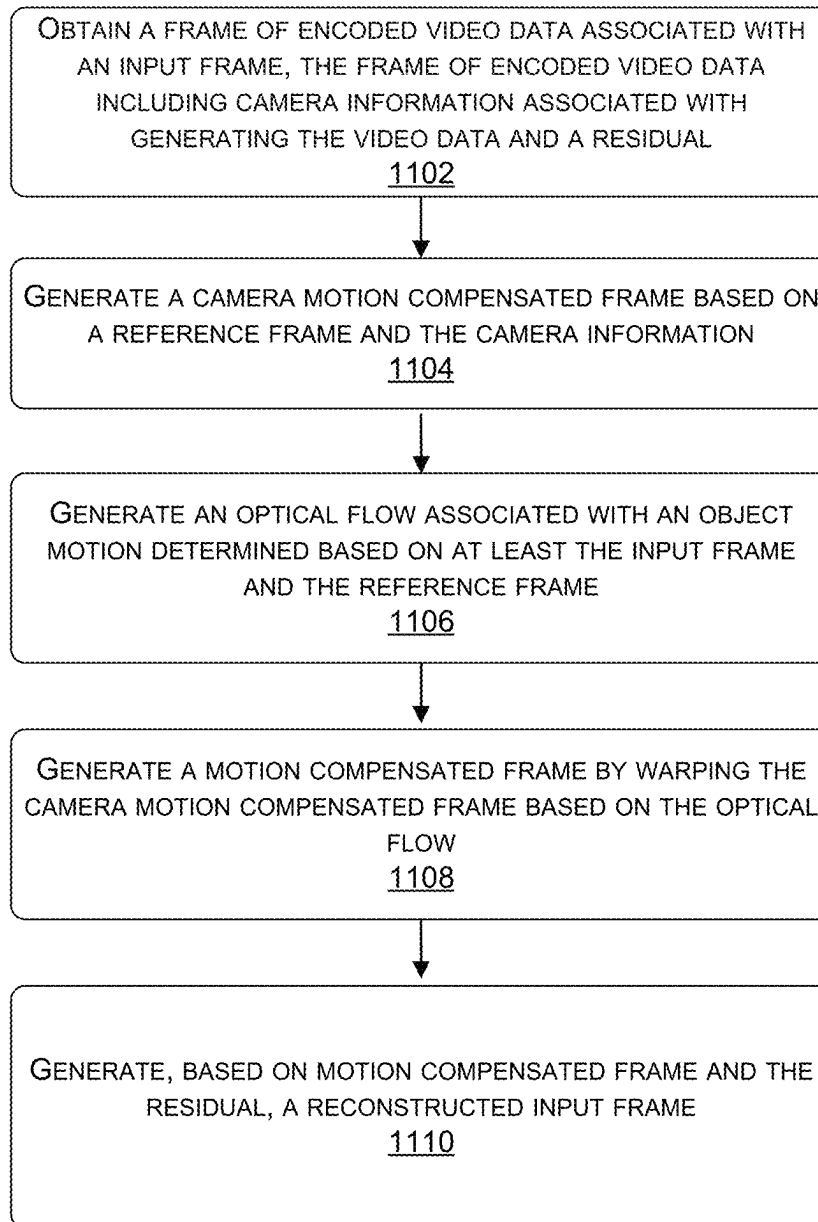 OBTAIN A FRAME OF ENCODED VIDEO DATA ASSOCIATED WITH
AN INPUT FRAME, THE FRAME OF ENCODED VIDEO DATA
INCLUDING CAMERA INFORMATION ASSOCIATED WITH
GENERATING THE VIDEO DATA AND A RESIDUAL
1102
GENERATE A CAMERA MOTION COMPENSATED FRAME BASED ON
A REFERENCE FRAME AND THE CAMERA INFORMATION
1104
GENERATE AN OPTICAL FLOW ASSOCIATED WITH AN OBJECT
MOTION DETERMINED BASED ON AT LEAST THE INPUT FRAME
AND THE REFERENCE FRAME
1106
GENERATE A MOTION COMPENSATED FRAME BY WARPING THE
CAMERA MOTION COMPENSATED FRAME BASED ON THE OPTICAL
FLOW
1108
GENERATE, BASED ON MOTION COMPENSATED FRAME AND THE
RESIDUAL, A RECONSTRUCTED INPUT FRAME
1110